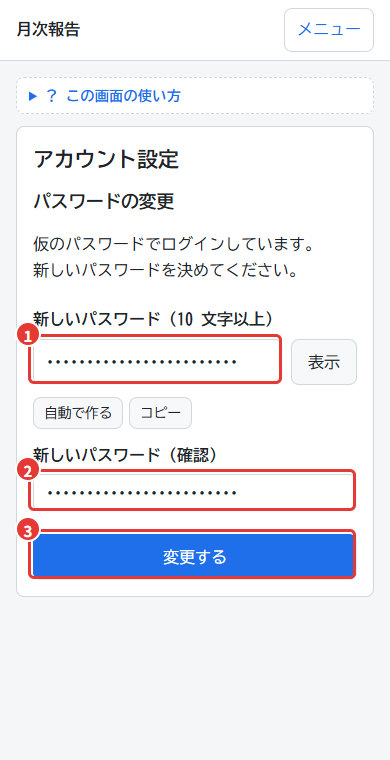 月次報告
メニュー
▶ ? この画面の使い方
アカウント設定
パスワードの変更
仮のパスワードでログインしています。
新しいパスワードを決めてください。
新しいパスワード（10 文字以上）
1
••••••••••••••••••••••••
表示
自動で作る
コピー
新しいパスワード（確認）
2
••••••••••••••••••••••••
3
変更する